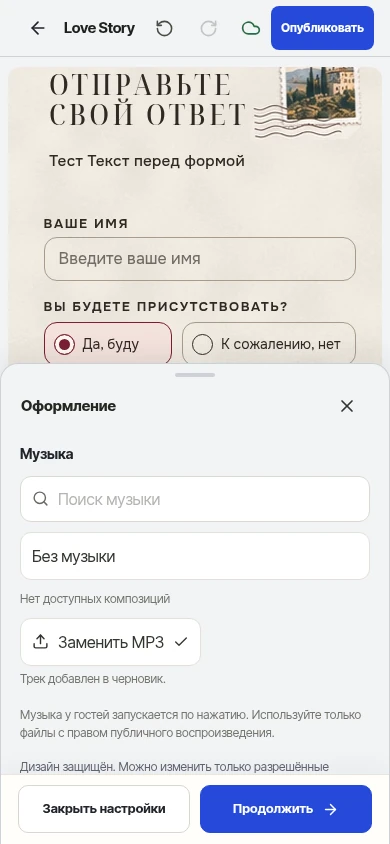 Love Story
Опубликовать
ОТПРАВЬТЕ
СВОЙ ОТВЕТ
Тест Текст перед формой
ВАШЕ ИМЯ
Введите ваше имя
ВЫ БУДЕТЕ ПРИСУТСТВОВАТЬ?
Да, буду
К сожалению, нет
Оформление
Музыка
Поиск музыки
Без музыки
Нет доступных композиций
Заменить MP3
Трек добавлен в черновик.
Музыка у гостей запускается по нажатию. Используйте только
файлы с правом публичного воспроизведения.
Дизайн защищён. Можно изменить только разрешённые
Закрыть настройки
Продолжить